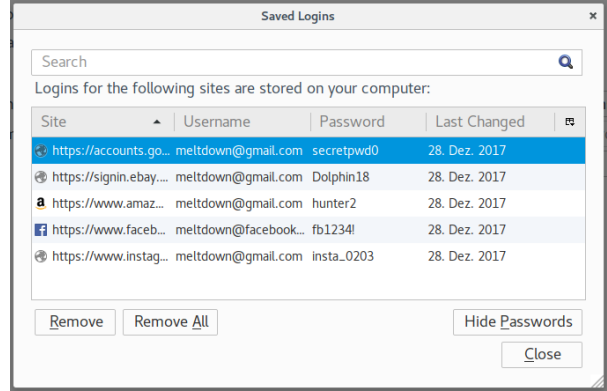 Saved Logins
Search
Logins for the following sites are stored on your computer:
Site Username Password Last Changed
https://accounts.go... meltdown@gmail.com secretpwd0 28. Dez. 2017
https://signin.ebay.... meltdown@gmail.com Dolphin18 28. Dez. 2017
https://www.amaz... meltdown@gmail.com hunter2 28. Dez. 2017
https://www.faceb... meltdown@facebook... fb1234! 28. Dez. 2017
https://www.instag... meltdown@gmail.com insta_0203 28. Dez. 2017
Remove Remove All Hide Passwords
Close